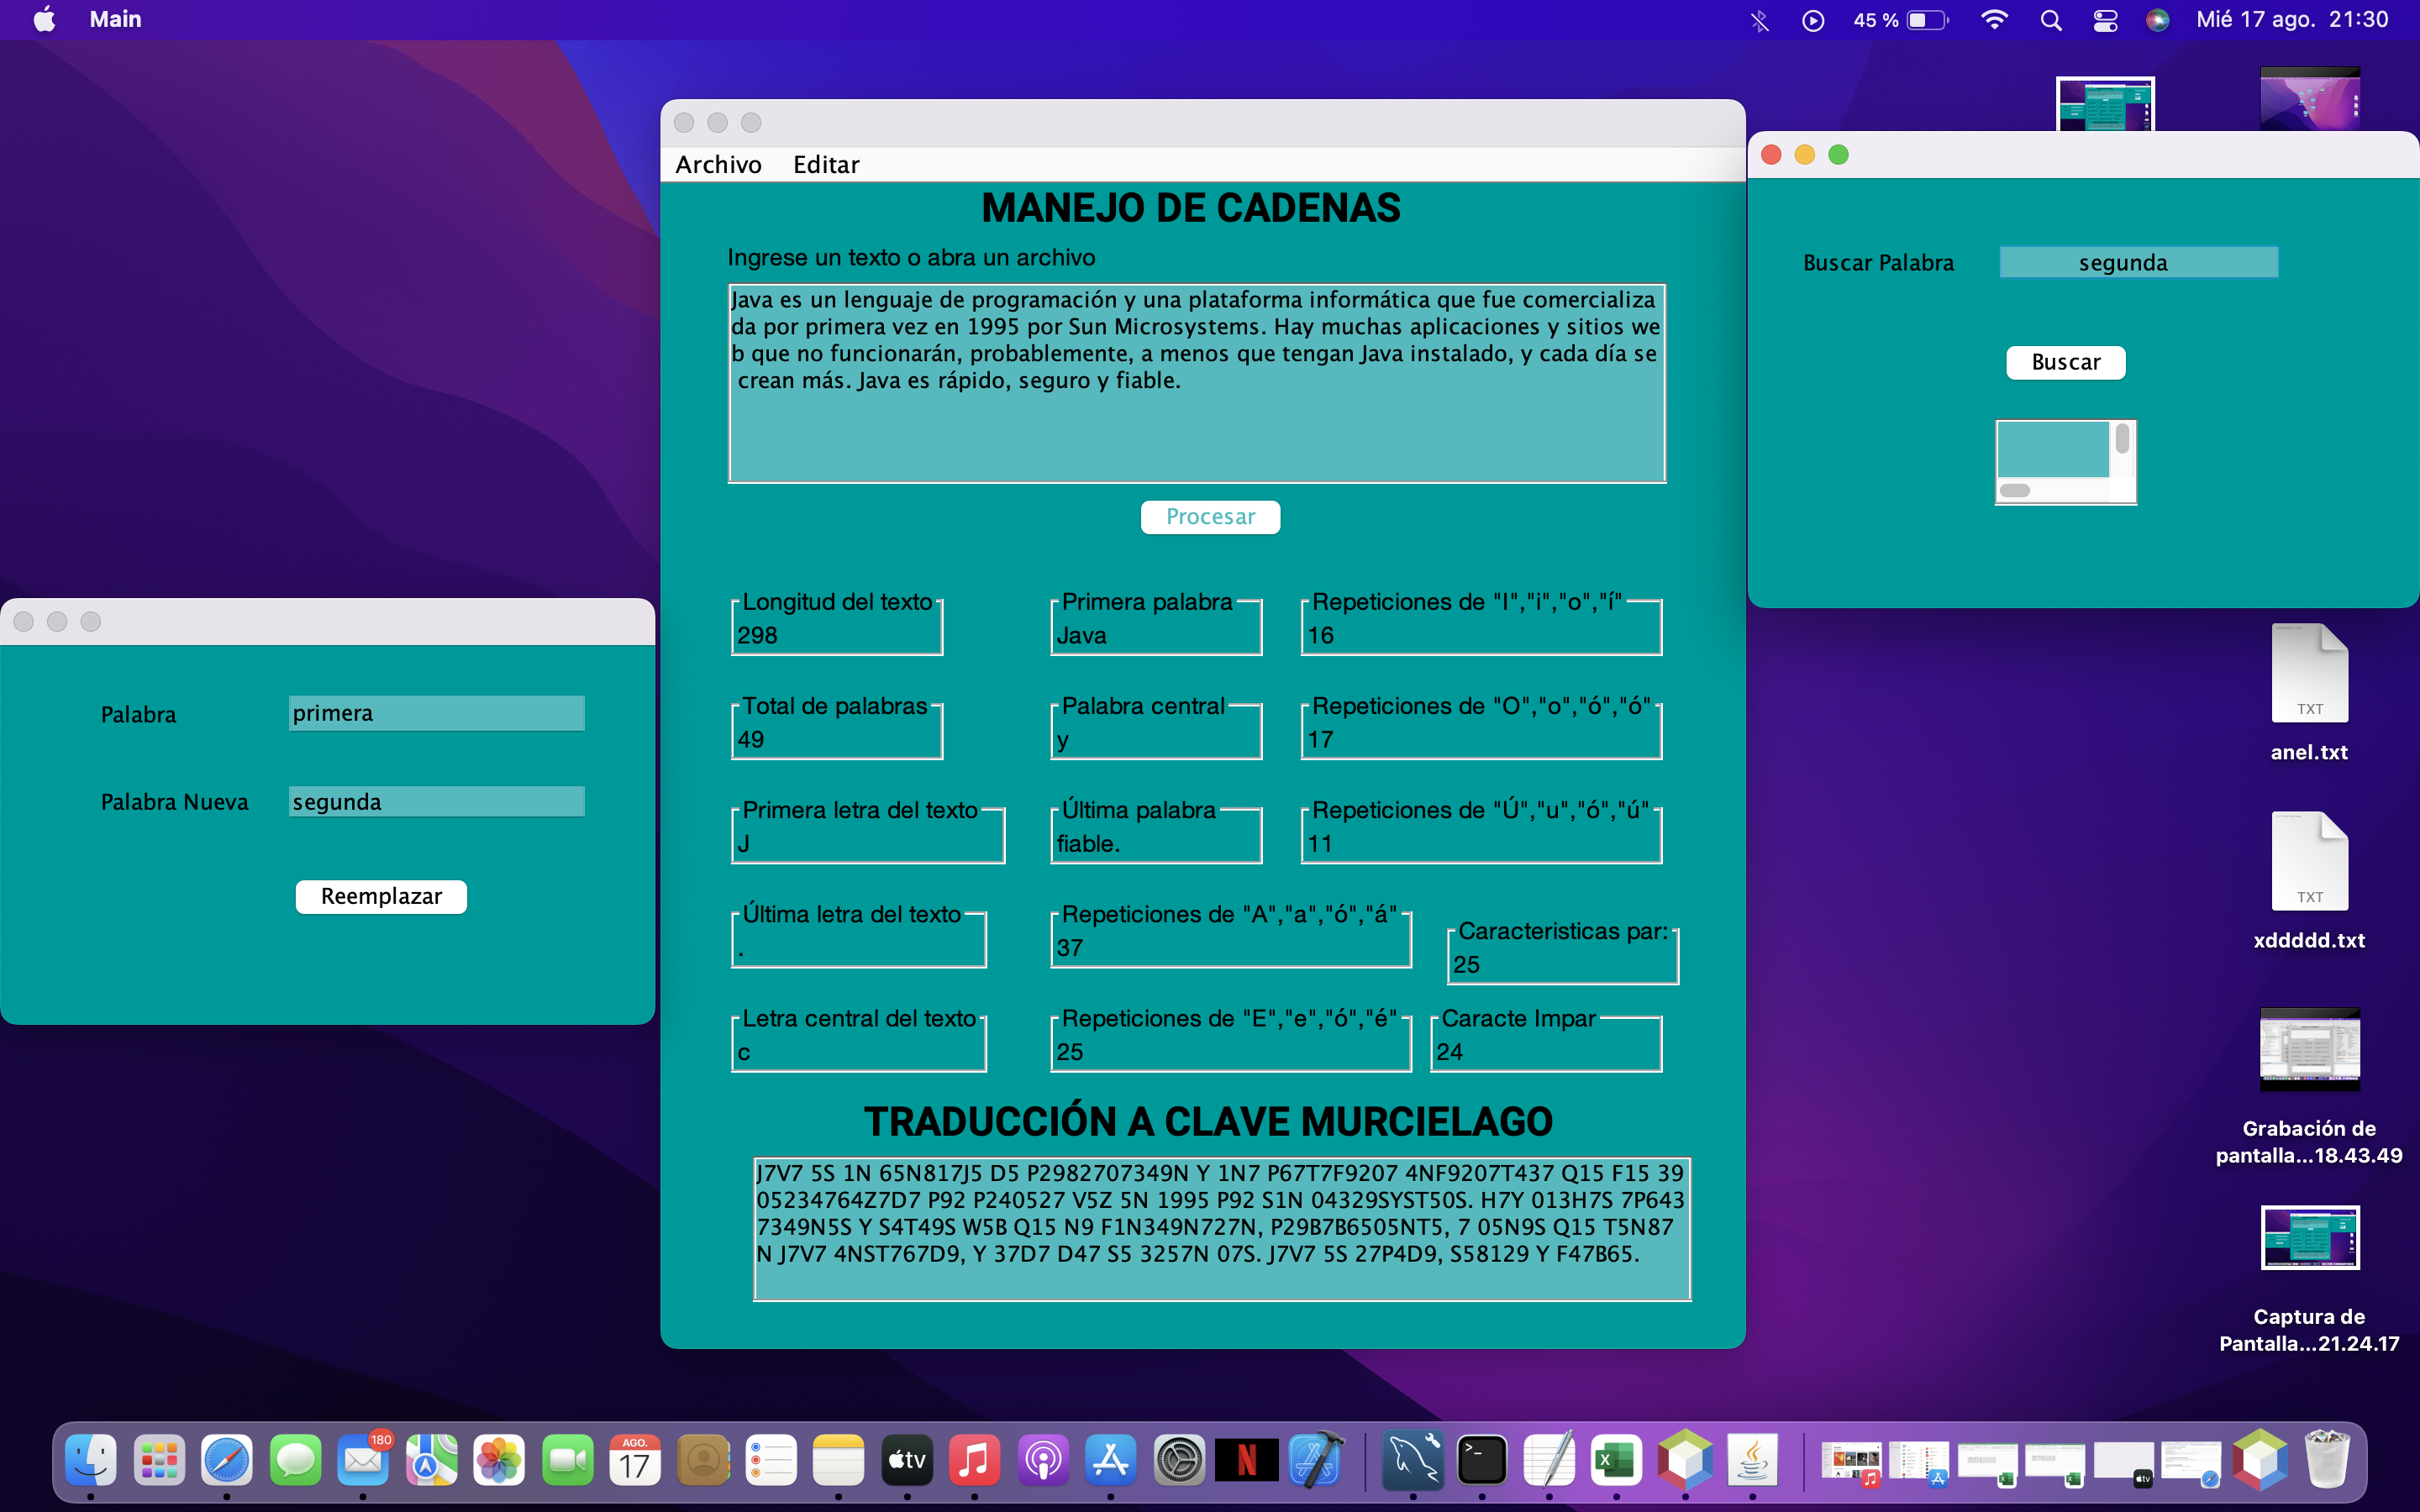 Main
45 %
Mié 17 ago. 21:30
Archivo Editar
MANEJO DE CADENAS
Ingrese un texto o abra un archivo
Java es un lenguaje de programación y una plataforma informática que fue comercializa
da por primera vez en 1995 por Sun Microsystems. Hay muchas aplicaciones y sitios we
b que no funcionarán, probablemente, a menos que tengan Java instalado, y cada día se
crean más. Java es rápido, seguro y fiable.
Procesar
Longitud del texto
298
Primera palabra
Java
Repeticiones de "I","i","o","í"
16
Total de palabras
49
Palabra central
y
Repeticiones de "O","o","ó","ó"
17
Primera letra del texto
J
Última palabra
fiable.
Repeticiones de "Ú","u","ó","ú"
11
Última letra del texto
.
Repeticiones de "A","a","ó","á"
37
Caracteristicas par:
25
Letra central del texto
c
Repeticiones de "E","e","ó","é"
25
Caracte Impar
24
TRADUCCIÓN A CLAVE MURCIELAGO
J7V7 5S 1N 65N817J5 D5 P2982707349N Y 1N7 P67T7F9207 4NF9207T437 Q15 F15 39
05234764Z7D7 P92 P240527 V5Z 5N 1995 P92 S1N 04329SYST50S. H7Y 013H7S 7P643
7349N5S Y S4T49S W5B Q15 N9 F1N349N727N, P29B7B6505NT5, 7 05N9S Q15 T5N87
N J7V7 4NST767D9, Y 37D7 D47 S5 3257N 07S. J7V7 5S 27P4D9, S58129 Y F47B65.
Palabra
primera
Palabra Nueva
segunda
Reemplazar
Buscar Palabra
segunda
Buscar
TXT
anel.txt
TXT
xddddd.txt
Grabación de
pantalla...18.43.49
Captura de
Pantalla...21.24.17
180
AGO.
17
tv
N
>_
X